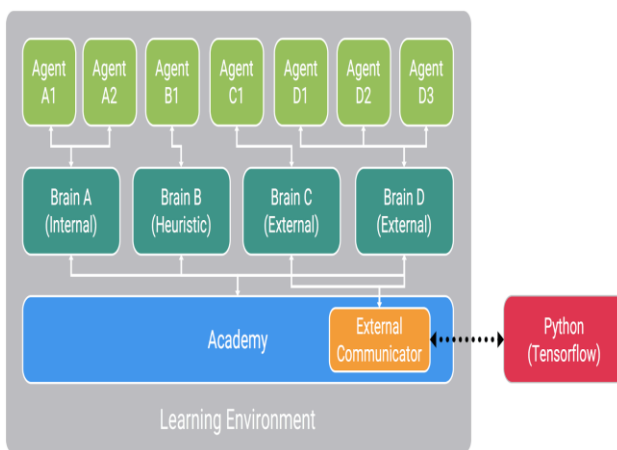 Agent
A1
Agent
A2
Agent
B1
Agent
C1
Agent
D1
Agent
D2
Agent
D3
Brain A
(Internal)
Brain B
(Heuristic)
Brain C
(External)
Brain D
(External)
Academy
External
Communicator
Python
(Tensorflow)
Learning Environment